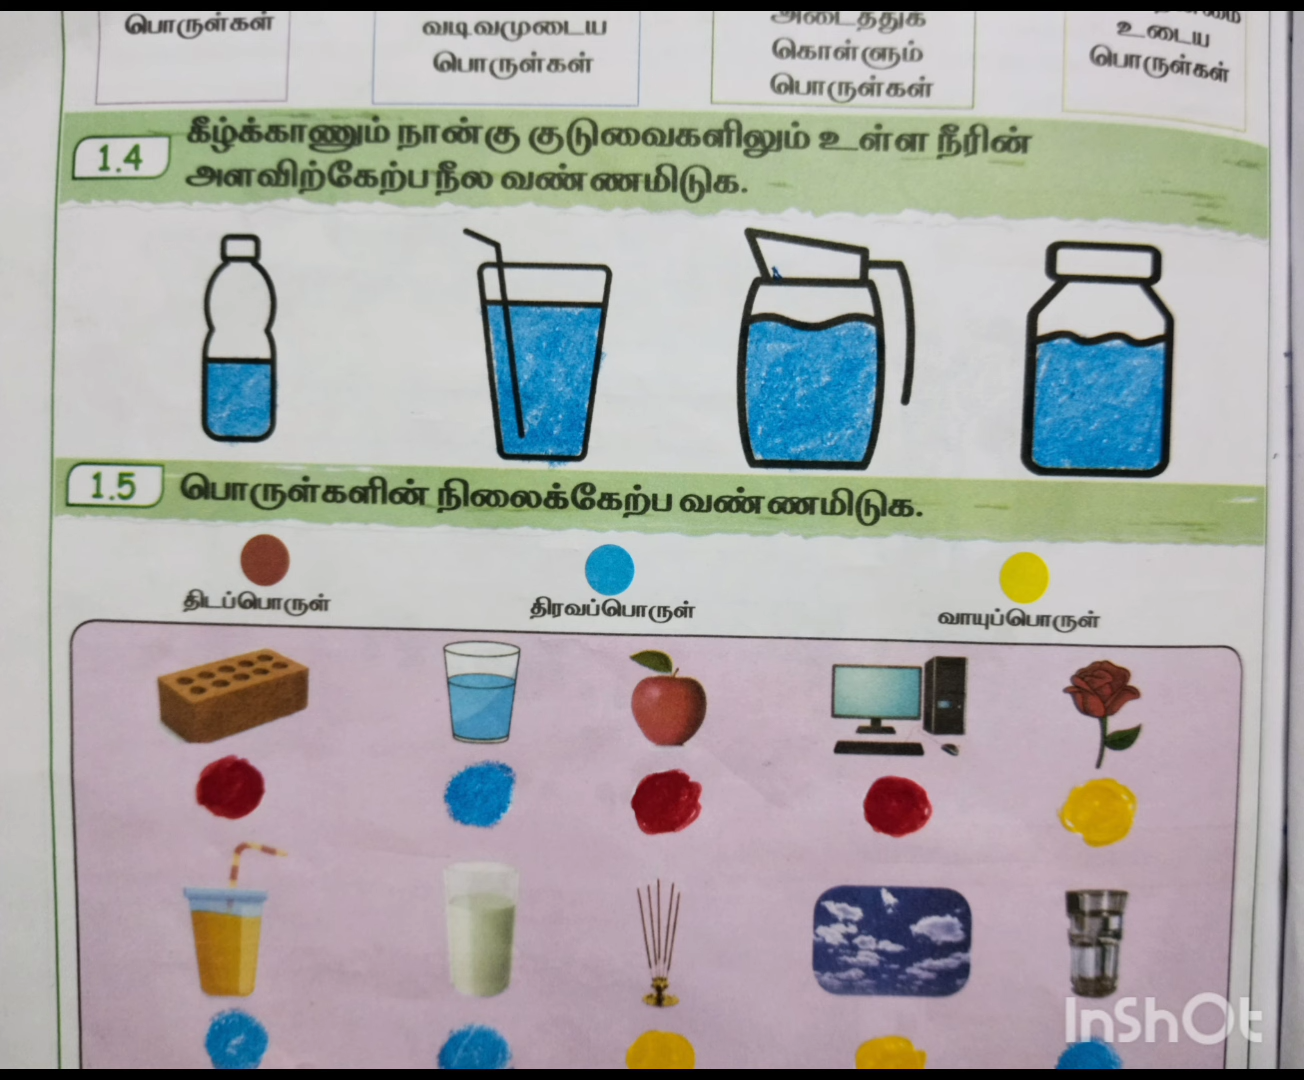 பொருள்கள்
வடிவமுடைய
பொருள்கள்
அடைத்துக்
கொள்ளும்
பொருள்கள்
உடைய
பொருள்கள்
1.4 கீழ்க்காணும் நான்கு குடுவைகளிலும் உள்ள நீரின்
அளவிற்கேற்ப நீல வண்ணமிடுக.
1.5 பொருள்களின் நிலைக்கேற்ப வண்ணமிடுக.
திடப்பொருள் திரவப்பொருள் வாயுப்பொருள்
InShOt